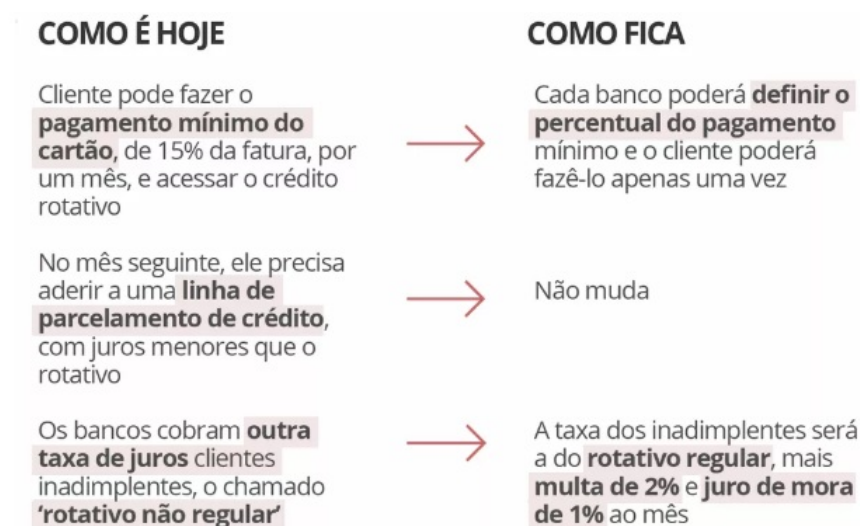 COMO É HOJE
Cliente pode fazer o
pagamento mínimo do
cartão, de 15% da fatura, por
um mês, e acessar o crédito
rotativo
No mês seguinte, ele precisa
aderir a uma linha de
parcelamento de crédito,
com juros menores que o
rotativo
Os bancos cobram outra
taxa de juros clientes
inadimplentes, o chamado
‘rotativo não regular’
COMO FICA
Cada banco poderá definir o
percentual do pagamento
mínimo e o cliente poderá
fazê-lo apenas uma vez
Não muda
A taxa dos inadimplentes será
a do rotativo regular, mais
multa de 2% e juro de mora
de 1% ao mês